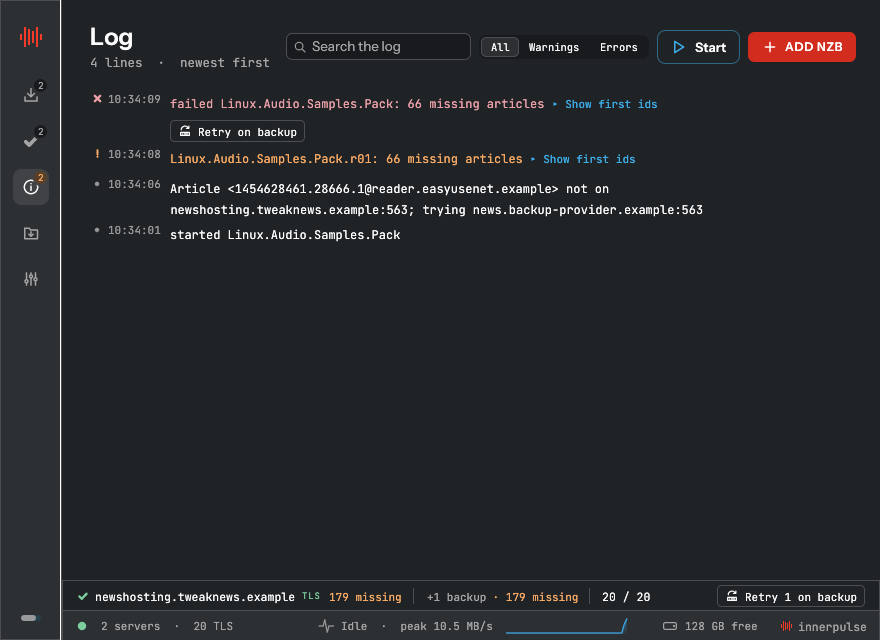 Log
4 lines · newest first
Search the log
All Warnings Errors
Start
+ ADD NZB
2
2
2
10:34:09 failed Linux.Audio.Samples.Pack: 66 missing articles ▸ Show first ids
Retry on backup
! 10:34:08 Linux.Audio.Samples.Pack.r01: 66 missing articles ▸ Show first ids
• 10:34:06 Article <1454628461.28666.1@reader.easyusenet.example> not on
newshosting.tweaknews.example:563; trying news.backup-provider.example:563
• 10:34:01 started Linux.Audio.Samples.Pack
newshosting.tweaknews.example TLS 179 missing +1 backup · 179 missing 20 / 20 Retry 1 on backup
2 servers · 20 TLS Idle · peak 10.5 MB/s 128 GB free innerpulse